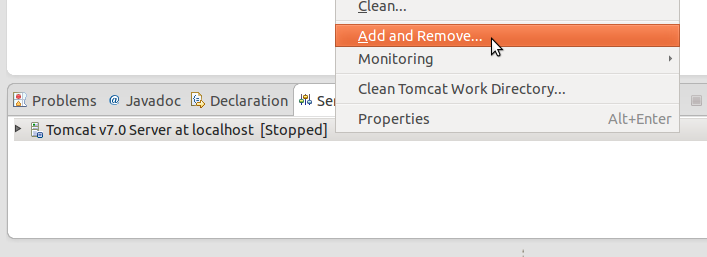 Clean...
Add and Remove...
Monitoring
Clean Tomcat Work Directory...
Properties Alt+Enter
Problems @ Javadoc Declaration Ser
Tomcat v7.0 Server at localhost [Stopped]